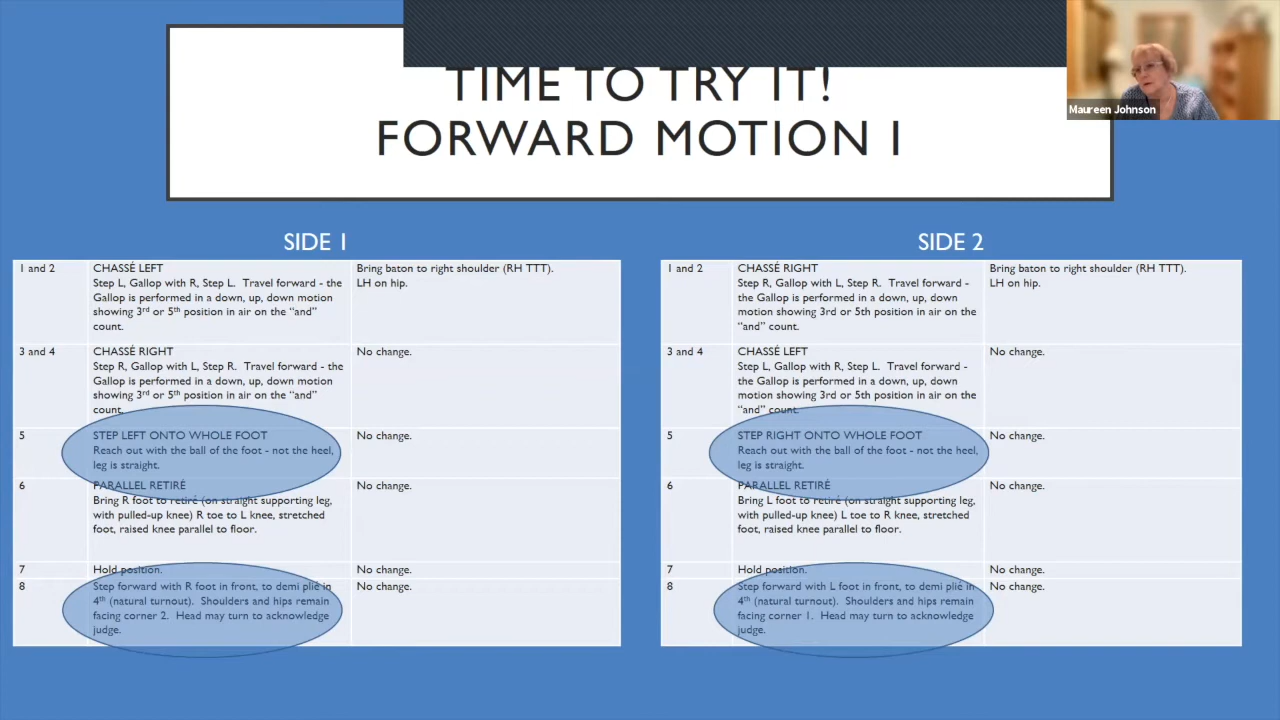 Maureen Johnson
TIME TO TRY IT!
FORWARD MOTION I
SIDE 1
1 and 2
CHASSÉ LEFT
Step L, Gallop with R, Step L. Travel forward - the
Gallop is performed in a down, up, down motion
showing 3rd or 5th position in air on the “and”
count.
Bring baton to right shoulder (RH TTT).
LH on hip.
3 and 4
CHASSÉ RIGHT
Step R, Gallop with L, Step R. Travel forward - the
Gallop is performed in a down, up, down motion
showing 3rd or 5th position in air on the “and”
count.
No change.
5
STEP LEFT ONTO WHOLE FOOT
Reach out with the ball of the foot - not the heel,
leg is straight.
No change.
6
PARALLEL RETIRÉ
Bring R foot to retiré (on straight supporting leg,
with pulled-up knee) R toe to L knee, stretched
foot, raised knee parallel to floor.
No change.
7
Hold position.
No change.
8
Step forward with R foot in front, to demi plié in
4th (natural turnout). Shoulders and hips remain
facing corner 2. Head may turn to acknowledge
judge.
No change.
SIDE 2
1 and 2
CHASSÉ RIGHT
Step R, Gallop with L, Step R. Travel forward -
the Gallop is performed in a down, up, down
motion showing 3rd or 5th position in air on the
“and” count.
Bring baton to right shoulder (RH TTT).
LH on hip.
3 and 4
CHASSÉ LEFT
Step L, Gallop with R, Step L. Travel forward -
the Gallop is performed in a down, up, down
motion showing 3rd or 5th position in air on the
“and” count.
No change.
5
STEP RIGHT ONTO WHOLE FOOT
Reach out with the ball of the foot - not the heel,
leg is straight.
No change.
6
PARALLEL RETIRÉ
Bring L foot to retiré (on straight supporting leg,
with pulled-up knee) L toe to R knee, stretched
foot, raised knee parallel to floor.
No change.
7
Hold position.
No change.
8
Step forward with L foot in front, to demi plié in
4th (natural turnout). Shoulders and hips remain
facing corner 1. Head may turn to acknowledge
judge.
No change.